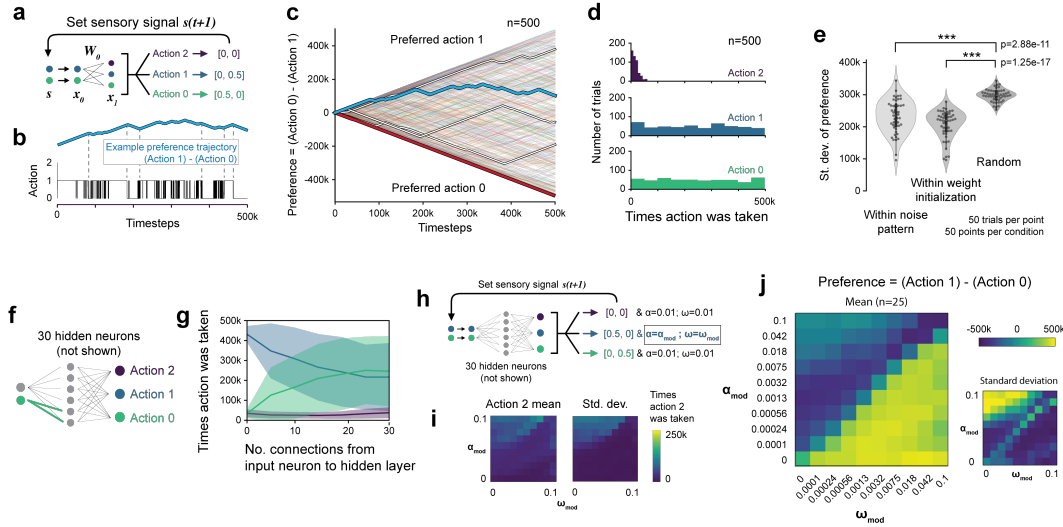 a
Set sensory signal s(t+1)
W0
Action 2
[0, 0]
Action 1
[0, 0.5]
Action 0
[0.5, 0]
s
x0
x1
b
Example preference trajectory
(Action 1) - (Action 0)
Action
1
0
0
500k
Timesteps
c
n=500
Preference = (Action 0) - (Action 1)
400k
200k
0
-200k
-400k
Preferred action 1
Preferred action 0
0
100k
200k
300k
400k
500k
Timesteps
d
n=500
Number of trials
200
100
0
Action 2
200
100
0
Action 1
200
100
0
Action 0
0
500k
Times action was taken
e
***
p=2.88e-11
***
p=1.25e-17
St. dev. of preference
400k
300k
200k
100k
0
Random
Within weight
initialization
Within noise
pattern
50 trials per point
50 points per condition
f
30 hidden neurons
(not shown)
Action 2
Action 1
Action 0
g
Times action was taken
500k
400k
300k
200k
100k
0
0
10
20
30
No. connections from
input neuron to hidden layer
h
Set sensory signal s(t+1)
[0, 0] & α=0.01; ω=0.01
[0.5, 0] & α=αmod ; ω=ωmod
[0, 0.5] & α=0.01; ω=0.01
30 hidden neurons
(not shown)
i
Action 2 mean
Std. dev.
Times
action 2
was taken
250k
0
0.1
αmod
0
0
0.1
0
0.1
ωmod
j
Preference = (Action 1) - (Action 0)
Mean (n=25)
-500k
0
500k
αmod
0.1
0.042
0.018
0.0075
0.0032
0.0013
0.00056
0.00024
0.0001
0
0
0.0001
0.00024
0.00056
0.0013
0.0032
0.0075
0.018
0.042
0.1
ωmod
Standard deviation
0.1
αmod
0
0
0.1
ωmod